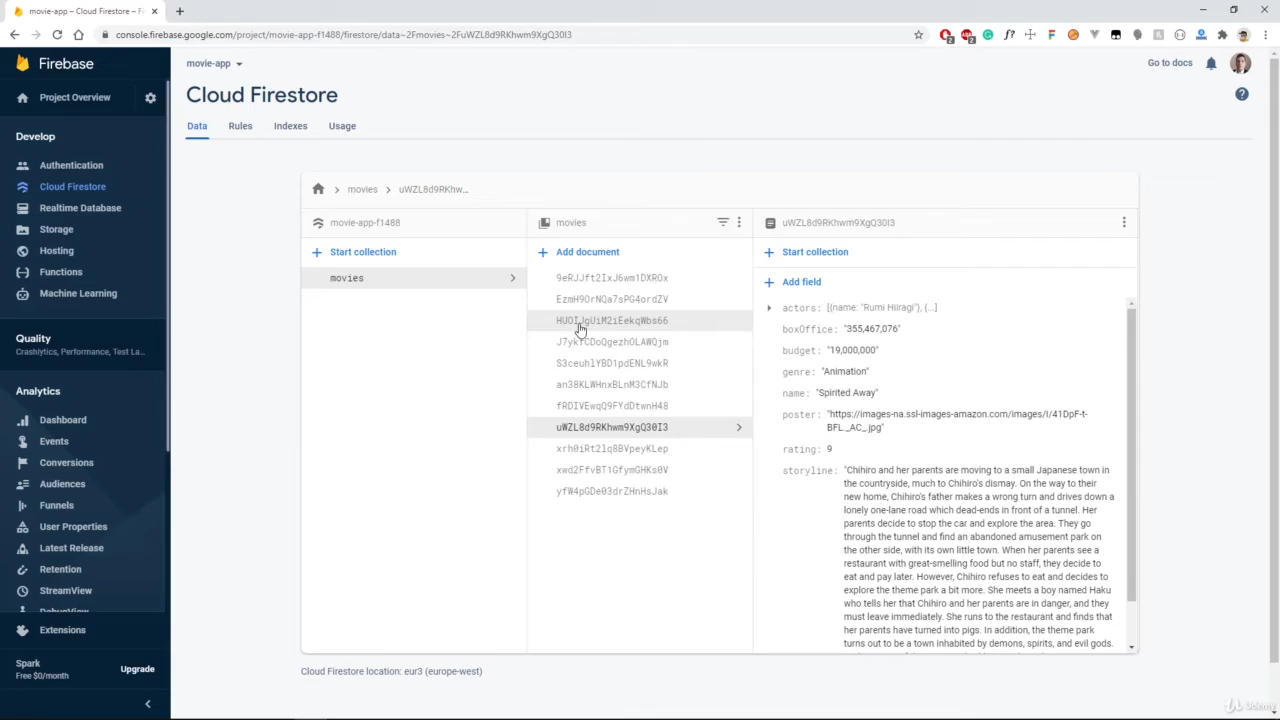 movie-app – Cloud Firestore – Fi
console.firebase.google.com/project/movie-app-f1488/firestore/data~2Fmovies~2FuWZL8d9RKhwm9XgQ30I3
Firebase
Project Overview
Develop
Authentication
Cloud Firestore
Realtime Database
Storage
Hosting
Functions
Machine Learning
Quality
Crashlytics, Performance, Test La...
Analytics
Dashboard
Events
Conversions
Audiences
Funnels
User Properties
Latest Release
Retention
StreamView
DebugView
Extensions
Spark
Free $0/month
Upgrade
movie-app
Go to docs
Cloud Firestore
Data Rules Indexes Usage
movies uWZL8d9RKhw...
movie-app-f1488
Start collection
movies
movies
Add document
9eRJJft2IxJ6wm1DXROx
EzmH9OrNQa7sPG4ordZV
HUOIJgUiM2iEekqWbs66
J7ykfCDoQgezhOLAWQjm
S3ceuhlYBD1pdENL9wkR
an38KLWHnxBLnM3CfNJb
fRDIVEwqQ9FYdDtwnH48
uWZL8d9RKhwm9XgQ30I3
xrh0iRt2lq8BVpeyKLep
xwd2FfvBT1GfymGHKs0V
yfW4pGDe03drZHnHsJak
uWZL8d9RKhwm9XgQ30I3
Start collection
Add field
actors: [{name: "Rumi Hiiragi"}, {...]
boxOffice: "355,467,076"
budget: "19,000,000"
genre: "Animation"
name: "Spirited Away"
poster: "https://images-na.ssl-images-amazon.com/images/I/41DpF-t-
BFL._AC_.jpg"
rating: 9
storyline: "Chihiro and her parents are moving to a small Japanese town in
the countryside, much to Chihiro's dismay. On the way to their
new home, Chihiro's father makes a wrong turn and drives down a
lonely one-lane road which dead-ends in front of a tunnel. Her
parents decide to stop the car and explore the area. They go
through the tunnel and find an abandoned amusement park on
the other side, with its own little town. When her parents see a
restaurant with great-smelling food but no staff, they decide to
eat and pay later. However, Chihiro refuses to eat and decides to
explore the theme park a bit more. She meets a boy named Haku
who tells her that Chihiro and her parents are in danger, and they
must leave immediately. She runs to the restaurant and finds that
her parents have turned into pigs. In addition, the theme park
turns out to be a town inhabited by demons, spirits, and evil gods.
Cloud Firestore location: eur3 (europe-west)
Udemy